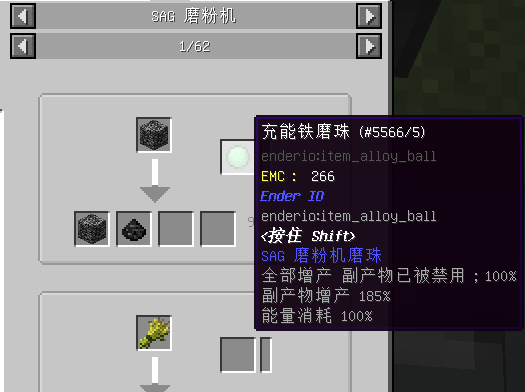 SAG 磨粉机
1/62
充能铁磨珠 (#5566/5)
enderio:item_alloy_ball
EMC： 266
Ender IO
enderio:item_alloy_ball
<按住 Shift>
SAG 磨粉机磨珠
全部增产 副产物已被禁用；100%
副产物增产 185%
能量消耗 100%